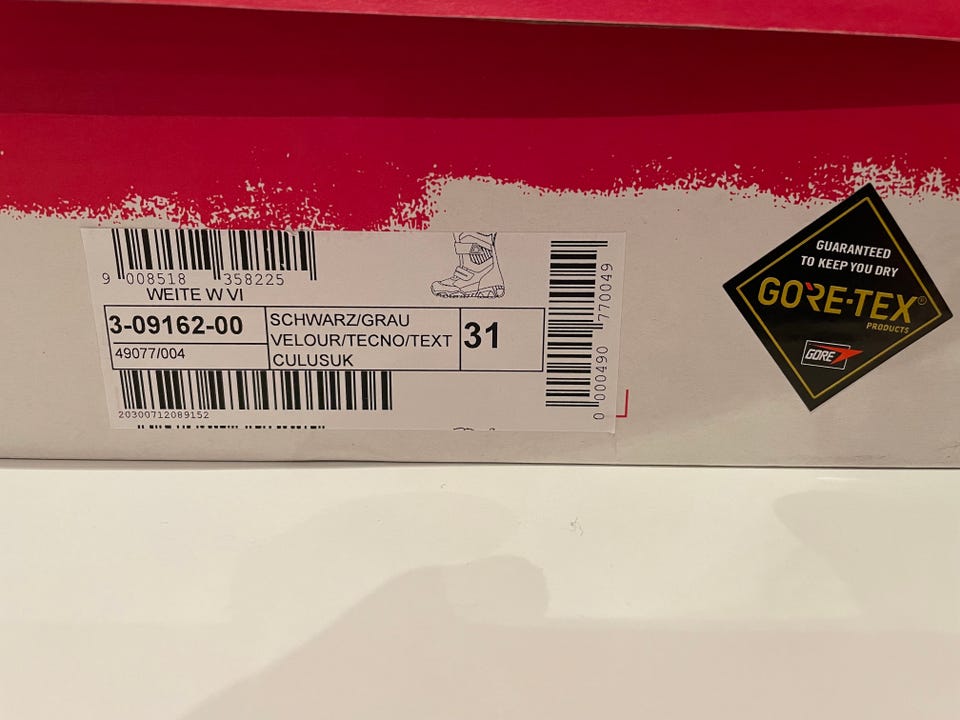 9 008518 358225
WEITE W VI
3-09162-00
49077/004
SCHWARZ/GRAU
VELOUR/TECNO/TEXT
CULUSUK
31
20300712089152
0 000490 770049
GUARANTEED
TO KEEP YOU DRY
GORE-TEX®
PRODUCTS
GORE